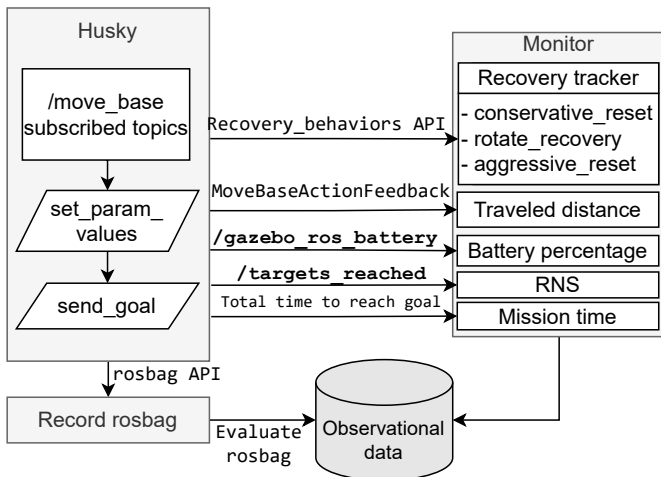 Husky
/move_base
subscribed topics
set_param_
values
send_goal
Recovery_behaviors API
MoveBaseActionFeedback
/gazebo_ros_battery
/targets_reached
Total time to reach goal
Monitor
Recovery tracker
- conservative_reset
- rotate_recovery
- aggressive_reset
Traveled distance
Battery percentage
RNS
Mission time
rosbag API
Record rosbag
Evaluate
rosbag
Observational
data